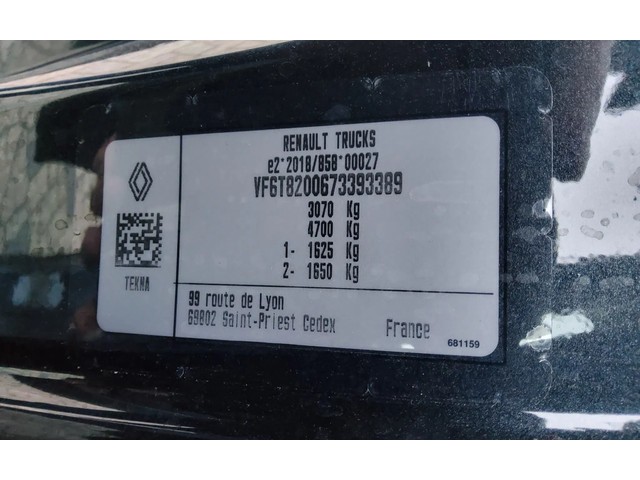 RENAULT TRUCKS
e2*2018/858*00027
VF6T8200673393389
3070 Kg
4700 Kg
1- 1625 Kg
2- 1650 Kg
TEKNA
99 route de Lyon
69802 Saint-Priest Cedex France
681159